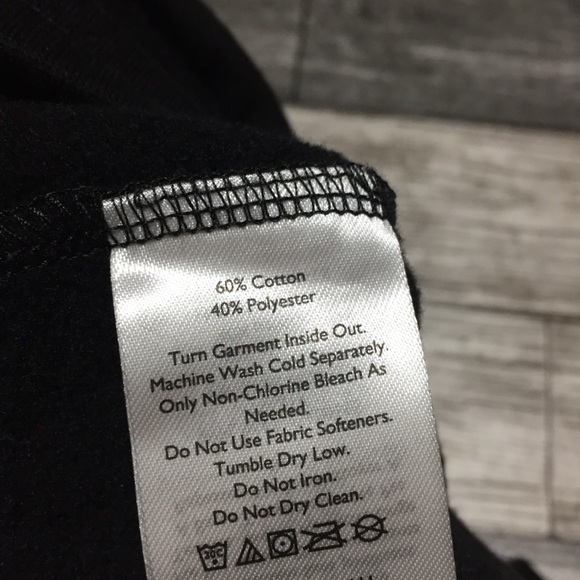 60% Cotton
40% Polyester
Turn Garment Inside Out.
Machine Wash Cold Separately.
Only Non-Chlorine Bleach As
Needed.
Do Not Use Fabric Softeners.
Tumble Dry Low.
Do Not Iron.
Do Not Dry Clean.
30C